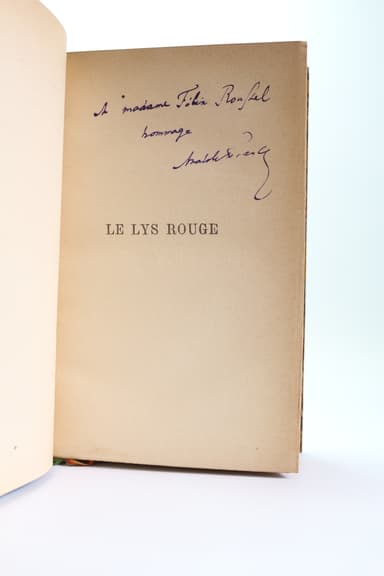 A madame Félix Roussel
hommage
Anatole France
LE LYS ROUGE